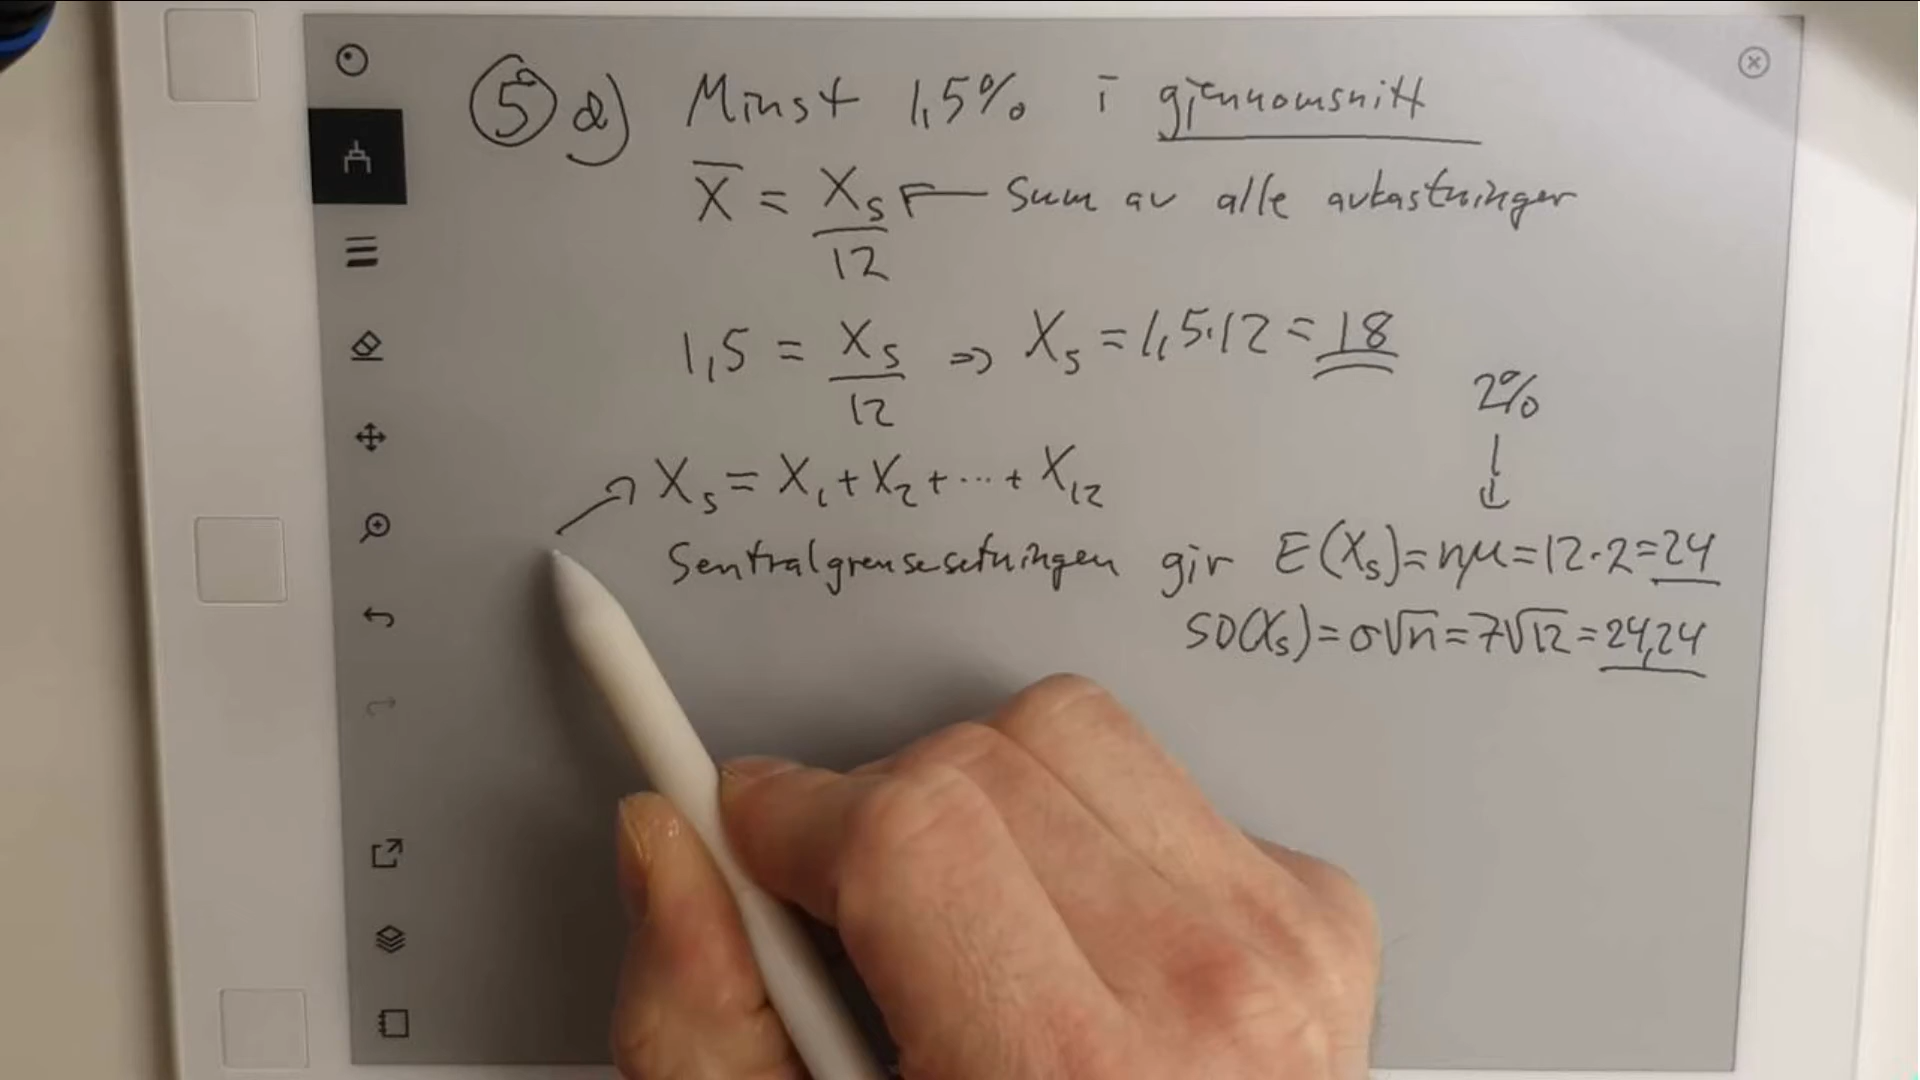 5 d) Minst 1,5% i gjennomsnitt
X̄ = Xs/12 ← Sum av alle avkastninger
1,5 = Xs/12 => Xs = 1,5·12 = 18
2%
↓
Xs = X1 + X2 + ... + X12
Sentralgrensesetningen gir E(Xs) = nμ = 12·2 = 24
SD(Xs) = σ√n = 7√12 = 24,24